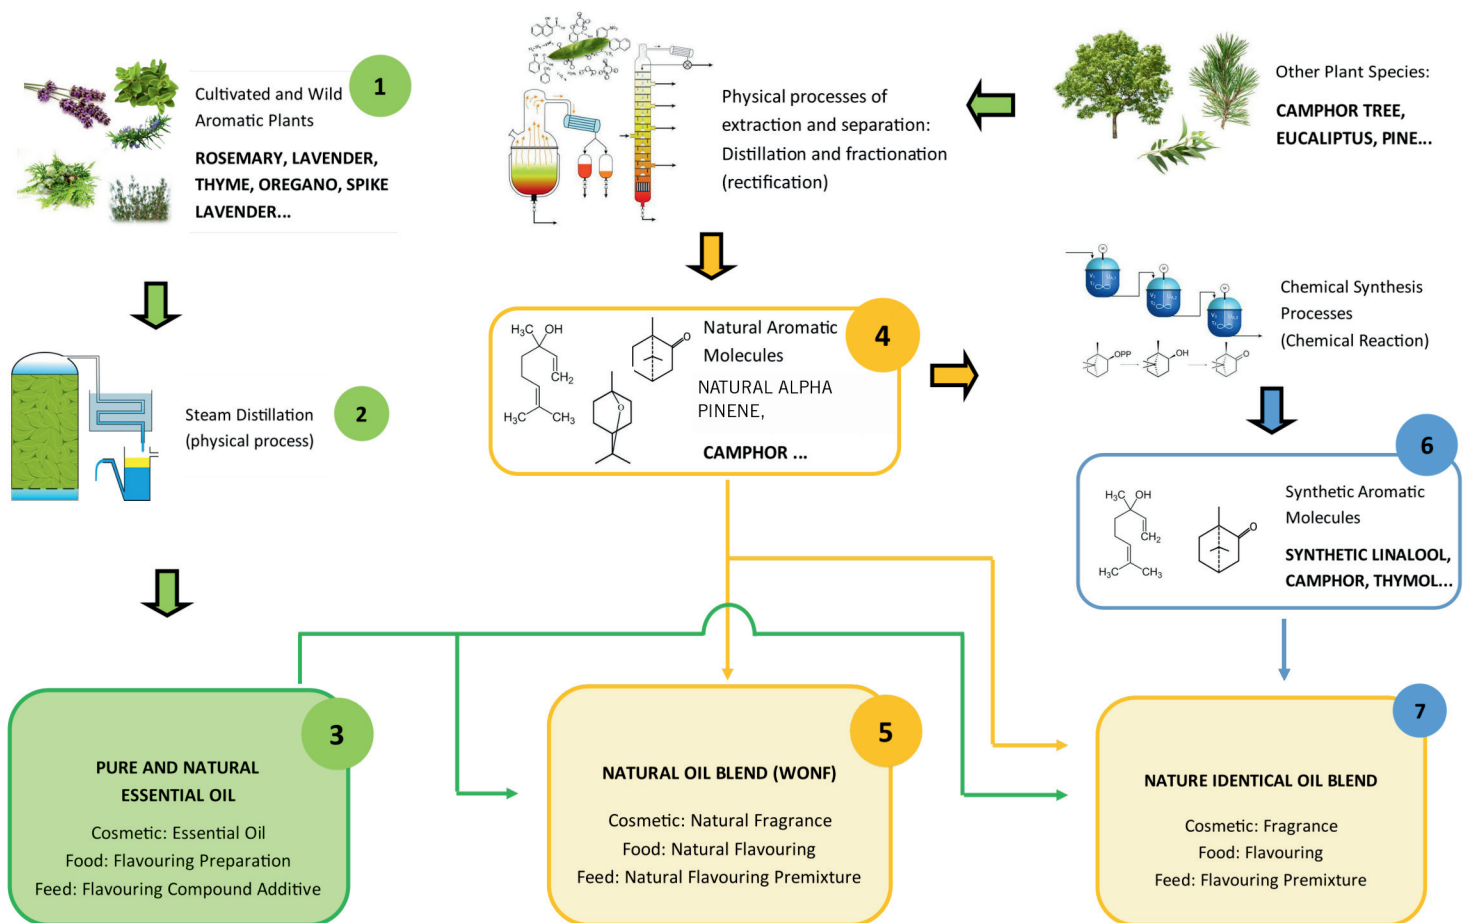 1
Cultivated and Wild
Aromatic Plants
ROSEMARY, LAVENDER,
THYME, OREGANO, SPIKE
LAVENDER...
Physical processes of
extraction and separation:
Distillation and fractionation
(rectification)
Other Plant Species:
CAMPHOR TREE,
EUCALIPTUS, PINE...
Steam Distillation
(physical process)
2
4
Natural Aromatic
Molecules
NATURAL ALPHA
PINENE,
CAMPHOR ...
H₃C OH
CH₂
H₃C CH₃
O
O
Chemical Synthesis
Processes
(Chemical Reaction)
M
M
M
OPP
OH
O
6
Synthetic Aromatic
Molecules
SYNTHETIC LINALOOL,
CAMPHOR, THYMOL...
H₃C OH
CH₂
H₃C CH₃
O
3
PURE AND NATURAL
ESSENTIAL OIL
Cosmetic: Essential Oil
Food: Flavouring Preparation
Feed: Flavouring Compound Additive
5
NATURAL OIL BLEND (WONF)
Cosmetic: Natural Fragrance
Food: Natural Flavouring
Feed: Natural Flavouring Premixture
7
NATURE IDENTICAL OIL BLEND
Cosmetic: Fragrance
Food: Flavouring
Feed: Flavouring Premixture